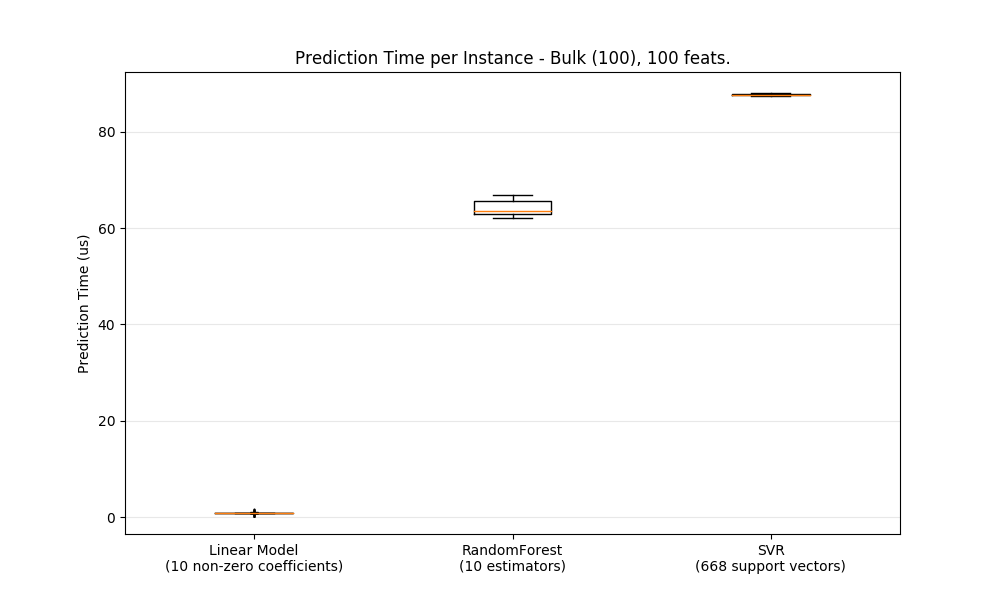 Prediction Time per Instance - Bulk (100), 100 feats.
Prediction Time (us)
80
60
40
20
0
Linear Model
(10 non-zero coefficients)
RandomForest
(10 estimators)
SVR
(668 support vectors)